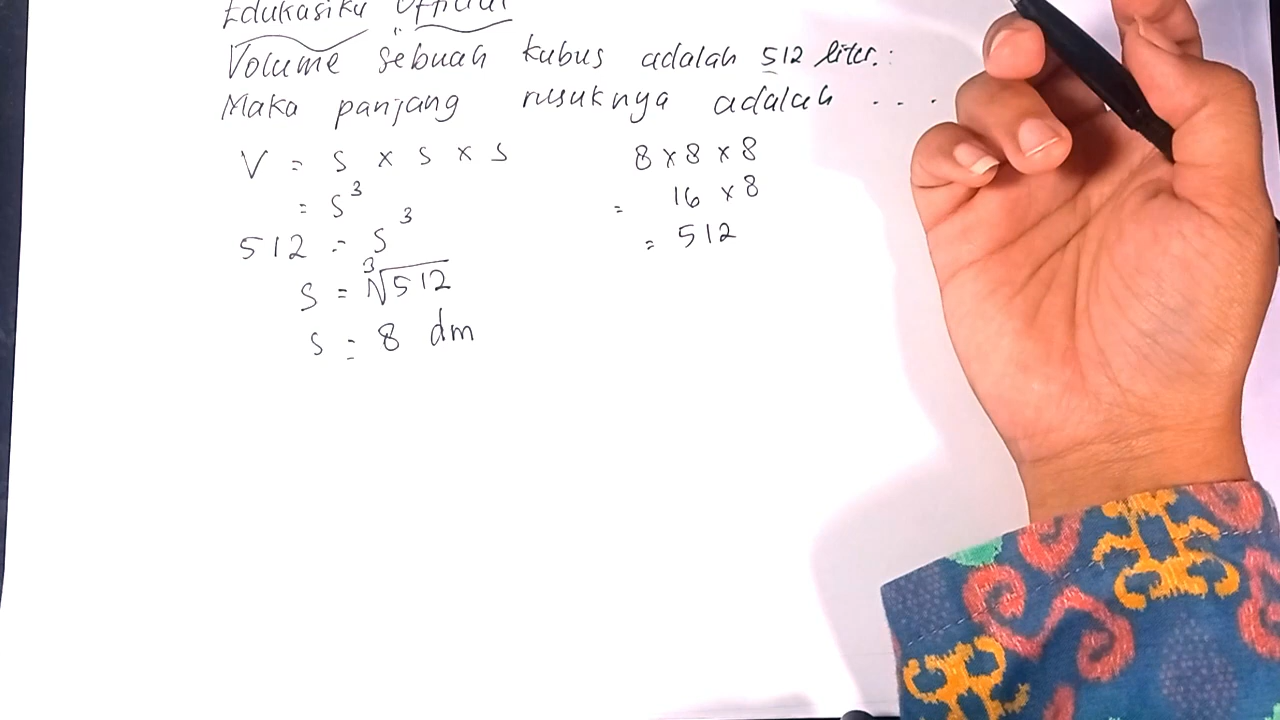 Edukasiku Official
Volume sebuah kubus adalah 512 liter.
Maka panjang rusuknya adalah ....
V = s x s x s
= s³
512 = s³
s = ³√512
s = 8 dm
8 x 8 x 8
= 16 x 8
= 512